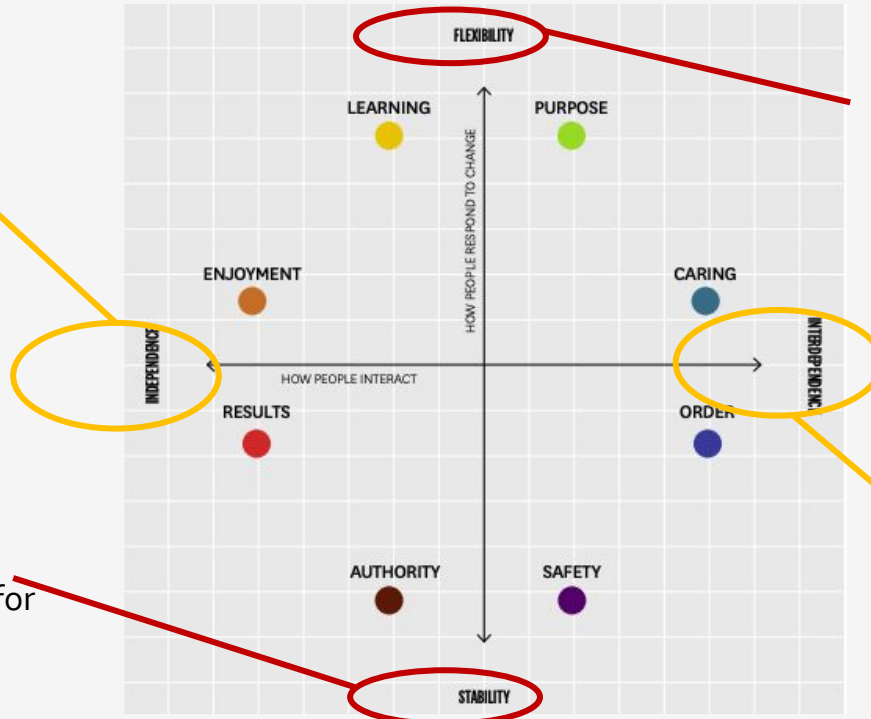 FLEXIBILITY
LEARNING
PURPOSE
HOW PEOPLE RESPOND TO CHANGE
ENJOYMENT
CARING
INDEPENDENCE
INTERDEPENDENCE
HOW PEOPLE INTERACT
RESULTS
ORDER
AUTHORITY
SAFETY
for
STABILITY